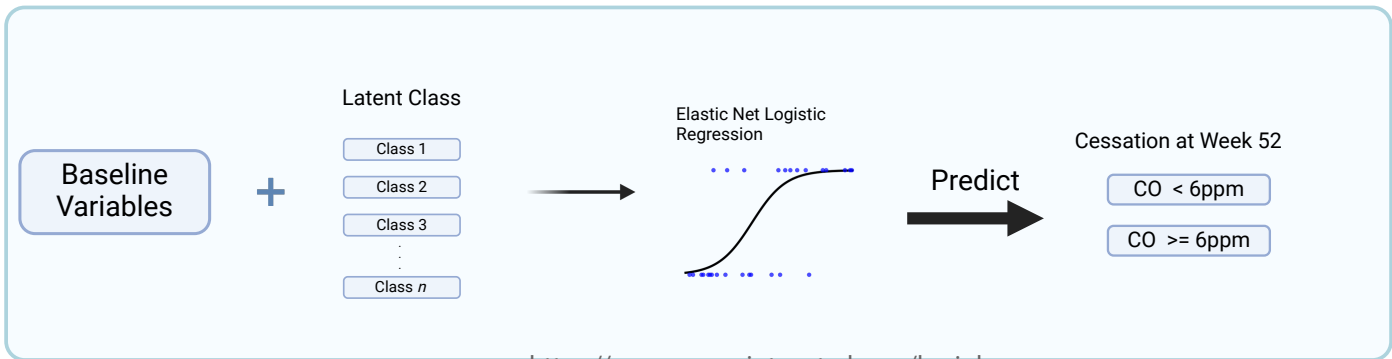 Latent Class
Elastic Net Logistic
Regression
Cessation at Week 52
Baseline
Variables
+
Class 1
Class 2
Class 3
.
.
.
Class n
Predict
CO < 6ppm
CO >= 6ppm